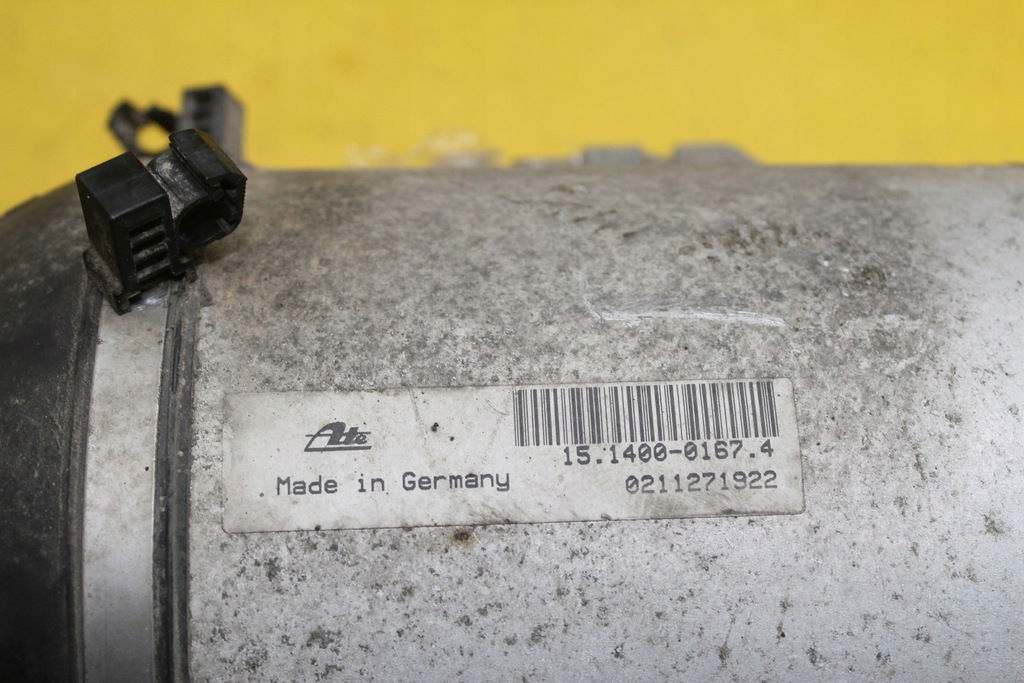 Ate
15.1400-0167.4
Made in Germany
0211271922